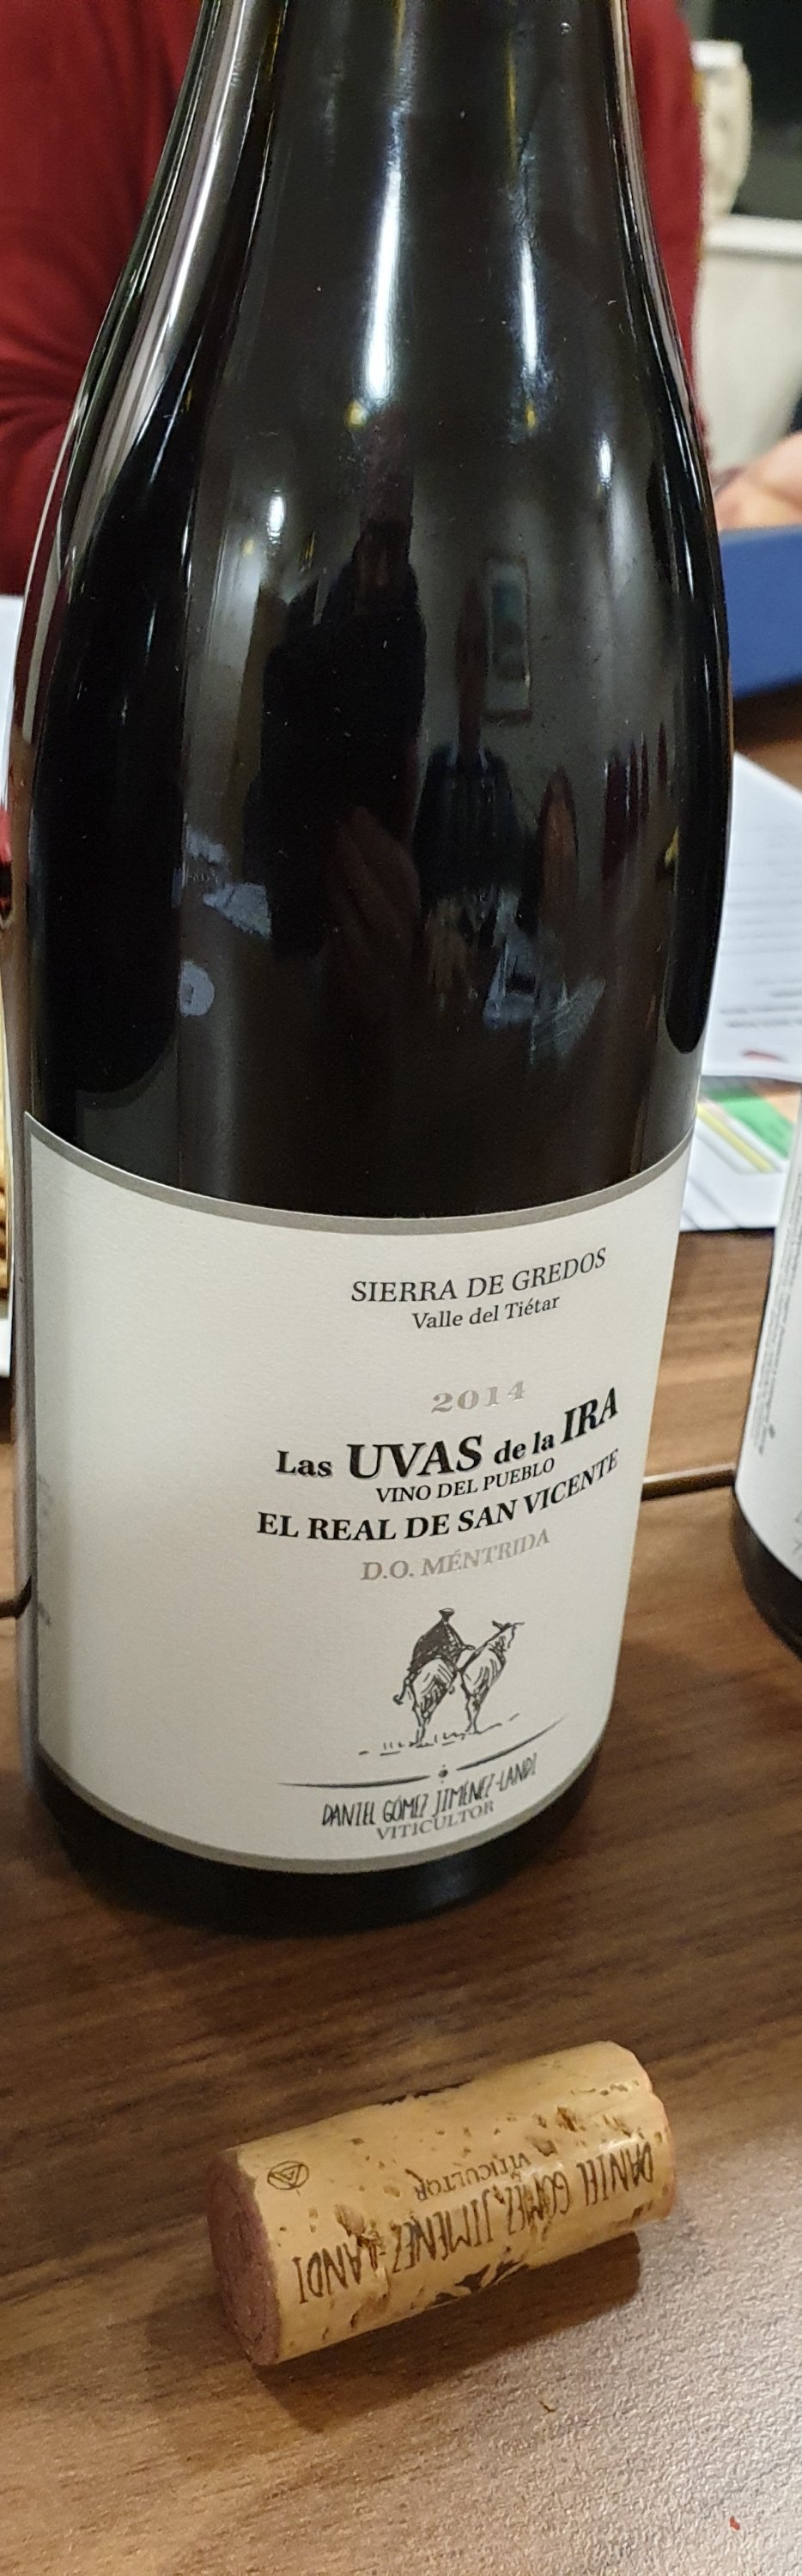 SIERRA DE GREDOS
Valle del Tiétar
2014
Las UVAS de la IRA
VINO DEL PUEBLO
EL REAL DE SAN VICENTE
D.O. MÉNTRIDA
DANIEL GÓMEZ JIMÉNEZ-LANDI
VITICULTOR
DANIEL GÓMEZ JIMÉNEZ-LANDI
VITICULTOR